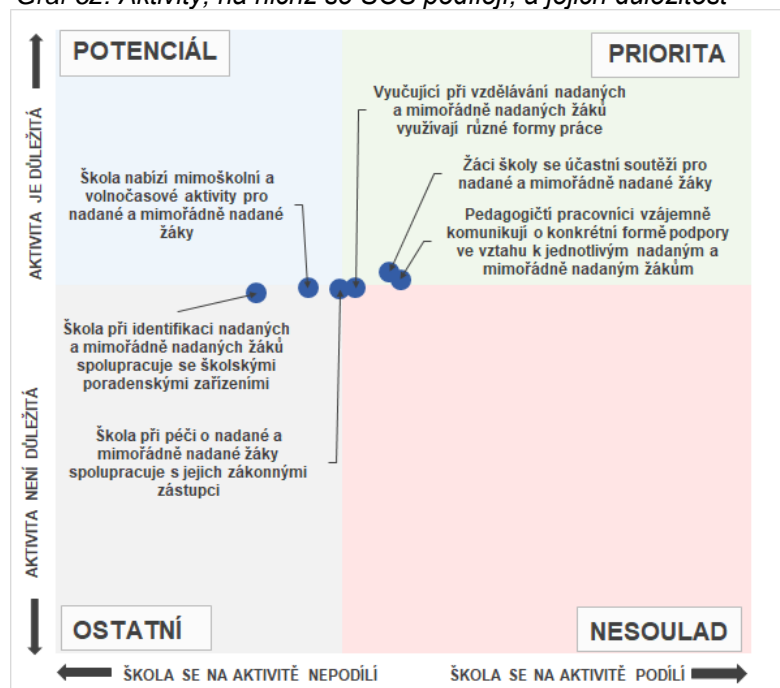 Graf 62: Aktivity, na nichž se SOŠ podílejí, a jejich důležitost
POTENCIÁL
PRIORITA
Vyučující při vzdělávání nadaných
a mimořádně nadaných žáků
využívají různé formy práce
Žáci školy se účastní soutěží pro
nadané a mimořádně nadané žáky
Škola nabízí mimoškolní a
volnočasové aktivity pro
nadané a mimořádně nadané
žáky
Pedagogičtí pracovníci vzájemně
komunikují o konkrétní formě podpory
ve vztahu k jednotlivým nadaným a
mimořádně nadaným žákům
Škola při identifikaci nadaných
a mimořádně nadaných žáků
spolupracuje se školskými
poradenskými zařízeními
Škola při péči o nadané a
mimořádně nadané žáky
spolupracuje s jejich zákonnými
zástupci
AKTIVITA JE DŮLEŽITÁ
AKTIVITA NENÍ DŮLEŽITÁ
OSTATNÍ
NESOULAD
ŠKOLA SE NA AKTIVITĚ NEPODÍLÍ
ŠKOLA SE NA AKTIVITĚ PODÍLÍ